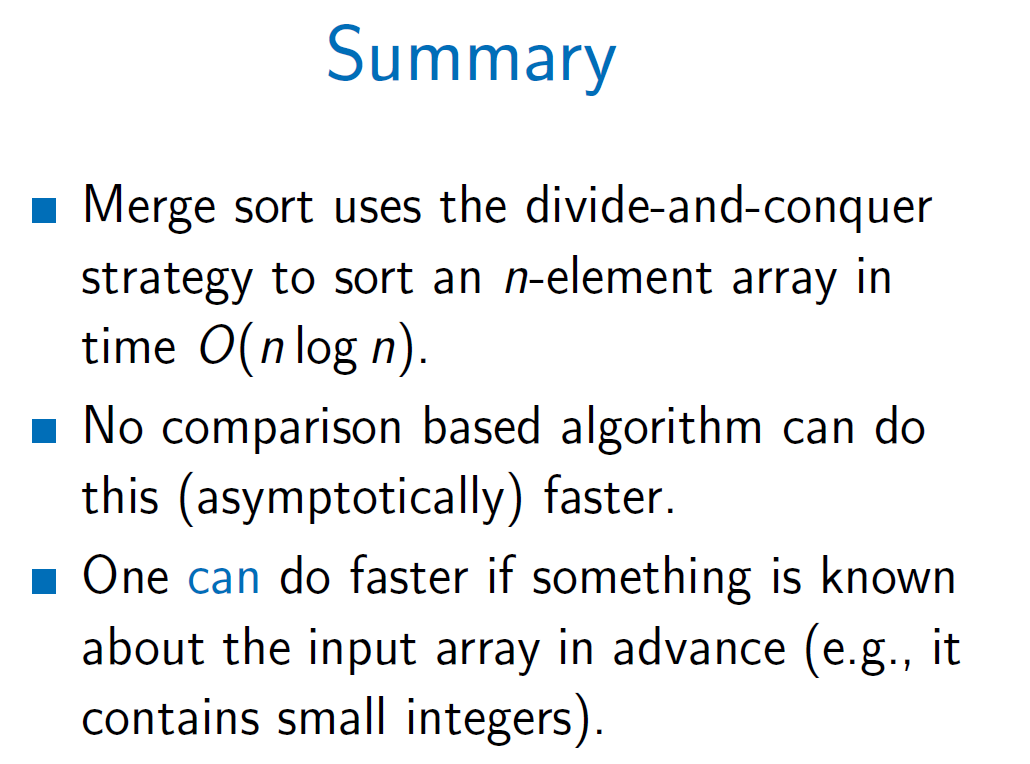 Summary
Merge sort uses the divide-and-conquer
strategy to sort an n-element array in
time O(n log n).
No comparison based algorithm can do
this (asymptotically) faster.
One can do faster if something is known
about the input array in advance (e.g., it
contains small integers).